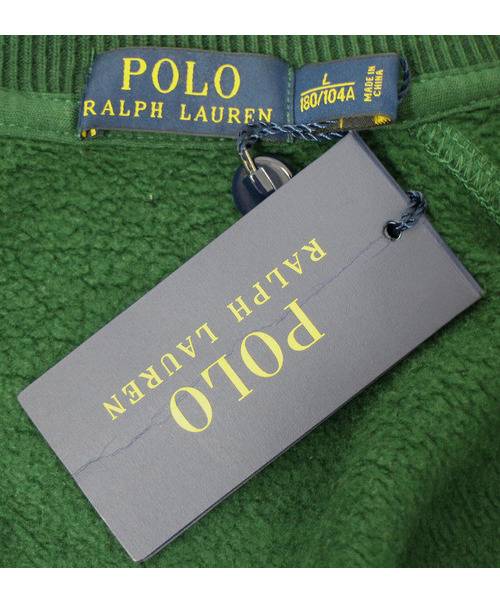 POLO
RALPH LAUREN
L
180/104A
MADE IN
CHINA
POLO
RALPH LAUREN